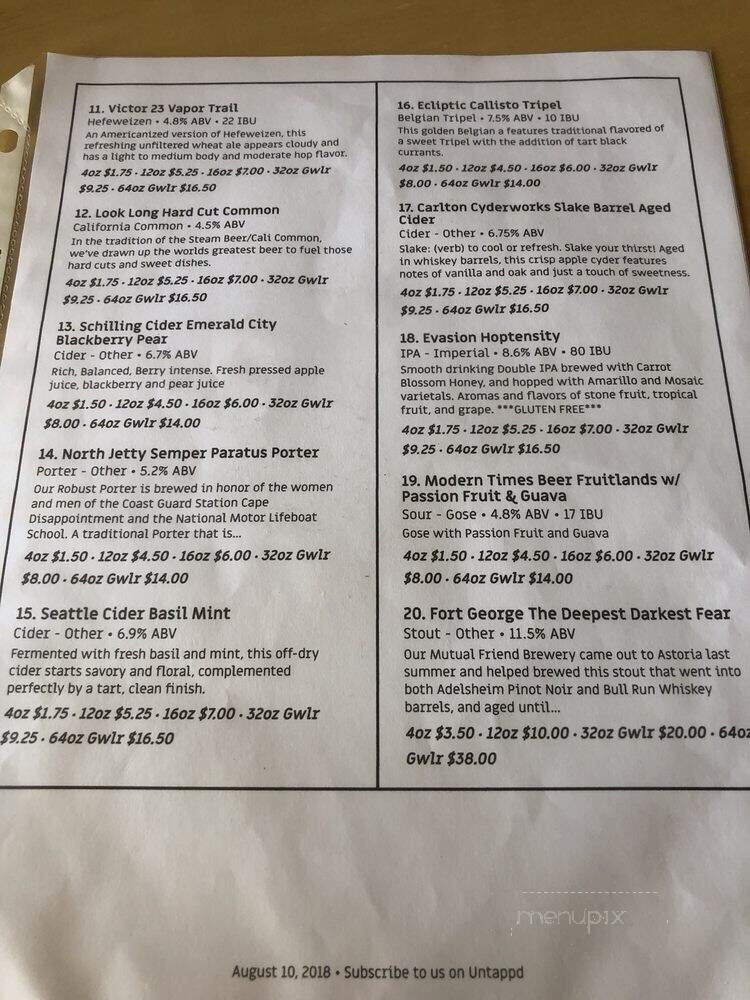 11. Victor 23 Vapor Trail
Hefeweizen • 4.8% ABV • 22 IBU
An Americanized version of Hefeweizen, this
refreshing unfiltered wheat ale appears cloudy and
has a light to medium body and moderate hop flavor.
4oz $1.75 · 12oz $5.25 · 16oz $7.00 · 32oz Gwlr
$9.25 · 64oz Gwlr $16.50
12. Look Long Hard Cut Common
California Common • 4.5% ABV
In the tradition of the Steam Beer/Cali Common,
we've drawn up the worlds greatest beer to fuel those
hard cuts and sweet dishes.
4oz $1.75 · 12oz $5.25 · 16oz $7.00 · 32oz Gwlr
$9.25 · 64oz Gwlr $16.50
13. Schilling Cider Emerald City
Blackberry Pear
Cider - Other • 6.7% ABV
Rich, Balanced, Berry intense. Fresh pressed apple
juice, blackberry and pear juice
4oz $1.50 · 12oz $4.50 · 16oz $6.00 · 32oz Gwlr
$8.00 · 64oz Gwlr $14.00
14. North Jetty Semper Paratus Porter
Porter - Other • 5.2% ABV
Our Robust Porter is brewed in honor of the women
and men of the Coast Guard Station Cape
Disappointment and the National Motor Lifeboat
School. A traditional Porter that is...
4oz $1.50 · 12oz $4.50 · 16oz $6.00 · 32oz Gwlr
$8.00 · 64oz Gwlr $14.00
15. Seattle Cider Basil Mint
Cider - Other • 6.9% ABV
Fermented with fresh basil and mint, this off-dry
cider starts savory and floral, complemented
perfectly by a tart, clean finish.
4oz $1.75 · 12oz $5.25 · 16oz $7.00 · 32oz Gwlr
$9.25 · 64oz Gwlr $16.50
16. Ecliptic Callisto Tripel
Belgian Tripel • 7.5% ABV • 10 IBU
This golden Belgian a features traditional flavored of
a sweet Tripel with the addition of tart black
currants.
4oz $1.50 · 12oz $4.50 · 16oz $6.00 · 32oz Gwlr
$8.00 · 64oz Gwlr $14.00
17. Carlton Cyderworks Slake Barrel Aged
Cider
Cider - Other • 6.75% ABV
Slake: (verb) to cool or refresh. Slake your thirst! Aged
in whiskey barrels, this crisp apple cyder features
notes of vanilla and oak and just a touch of sweetness.
4oz $1.75 · 12oz $5.25 · 16oz $7.00 · 32oz Gwlr
$9.25 · 64oz Gwlr $16.50
18. Evasion Hoptensity
IPA - Imperial • 8.6% ABV • 80 IBU
Smooth drinking Double IPA brewed with Carrot
Blossom Honey, and hopped with Amarillo and Mosaic
varietals. Aromas and flavors of stone fruit, tropical
fruit, and grape. ***GLUTEN FREE***
4oz $1.75 · 12oz $5.25 · 16oz $7.00 · 32oz Gwlr
$9.25 · 64oz Gwlr $16.50
19. Modern Times Beer Fruitlands w/
Passion Fruit & Guava
Sour - Gose • 4.8% ABV • 17 IBU
Gose with Passion Fruit and Guava
4oz $1.50 · 12oz $4.50 · 16oz $6.00 · 32oz Gwlr
$8.00 · 64oz Gwlr $14.00
20. Fort George The Deepest Darkest Fear
Stout - Other • 11.5% ABV
Our Mutual Friend Brewery came out to Astoria last
summer and helped brewed this stout that went into
both Adelsheim Pinot Noir and Bull Run Whiskey
barrels, and aged until...
4oz $3.50 · 12oz $10.00 · 32oz Gwlr $20.00 · 64oz
Gwlr $38.00
menupix
August 10, 2018 • Subscribe to us on Untappd